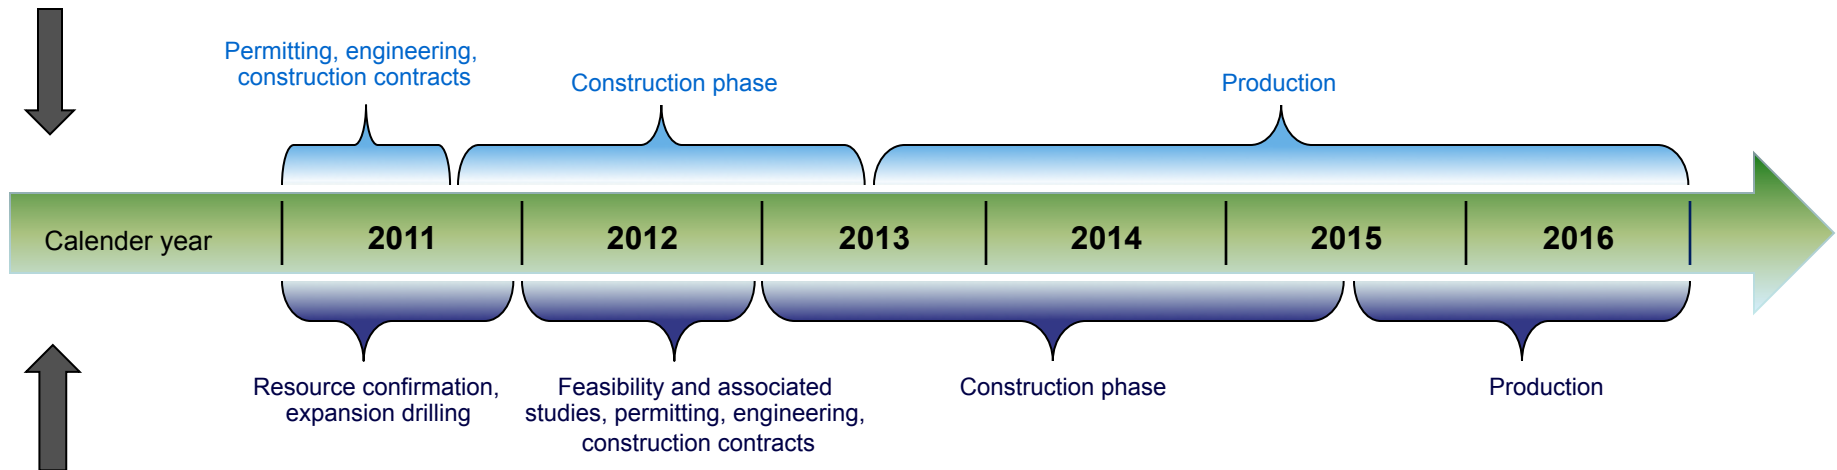 Permitting, engineering,
construction contracts
Construction phase
Production
Calender year
2011
2012
2013
2014
2015
2016
Resource confirmation,
expansion drilling
Feasibility and associated
studies, permitting, engineering,
construction contracts
Construction phase
Production